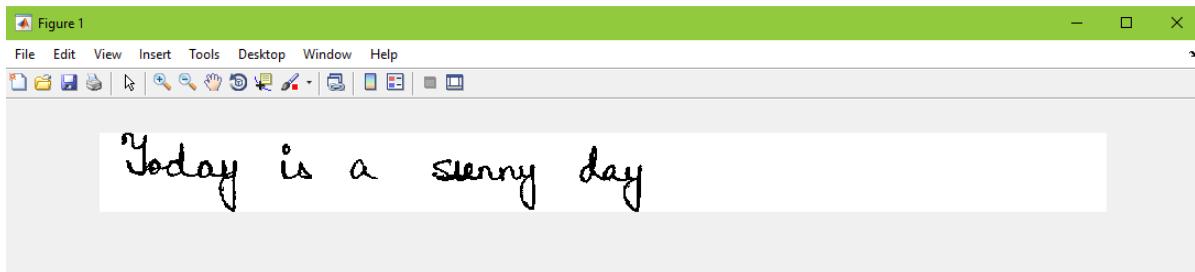 Figure 1
File Edit View Insert Tools Desktop Window Help
Today is a sunny day